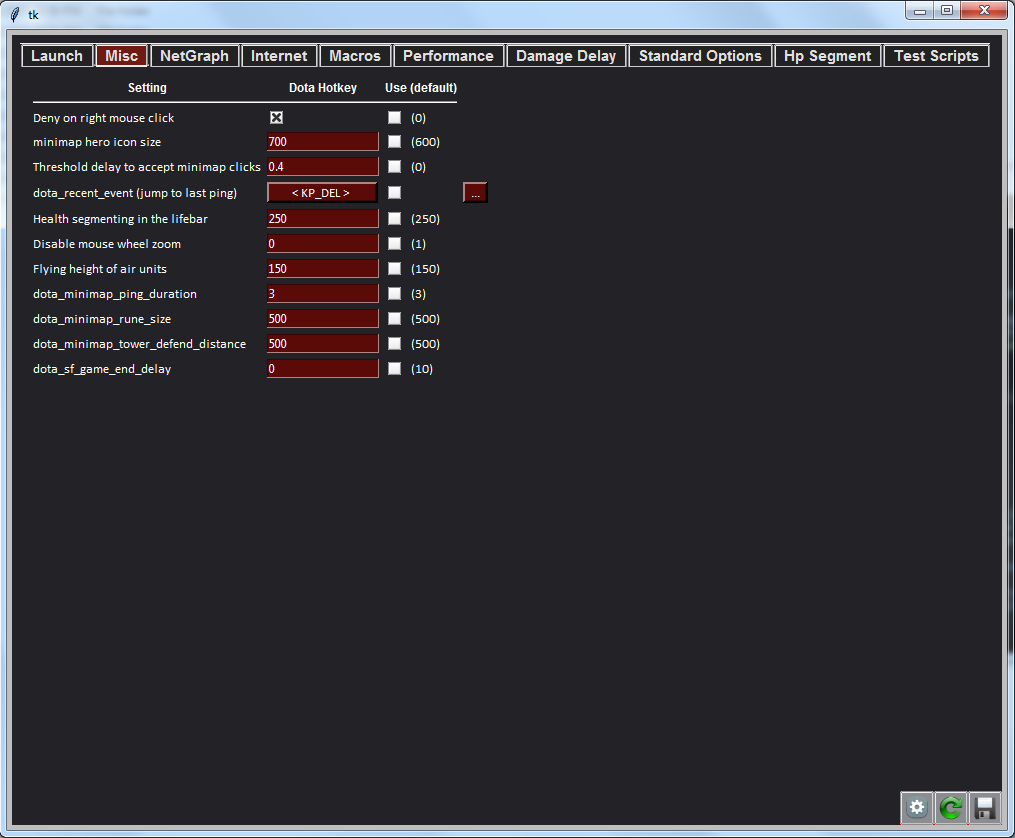 tk
Launch Misc NetGraph Internet Macros Performance Damage Delay Standard Options Hp Segment Test Scripts
Setting Dota Hotkey Use (default)
Deny on right mouse click (0)
minimap hero icon size 700 (600)
Threshold delay to accept minimap clicks 0.4 (0)
dota_recent_event (jump to last ping) < KP_DEL > ...
Health segmenting in the lifebar 250 (250)
Disable mouse wheel zoom 0 (1)
Flying height of air units 150 (150)
dota_minimap_ping_duration 3 (3)
dota_minimap_rune_size 500 (500)
dota_minimap_tower_defend_distance 500 (500)
dota_sf_game_end_delay 0 (10)